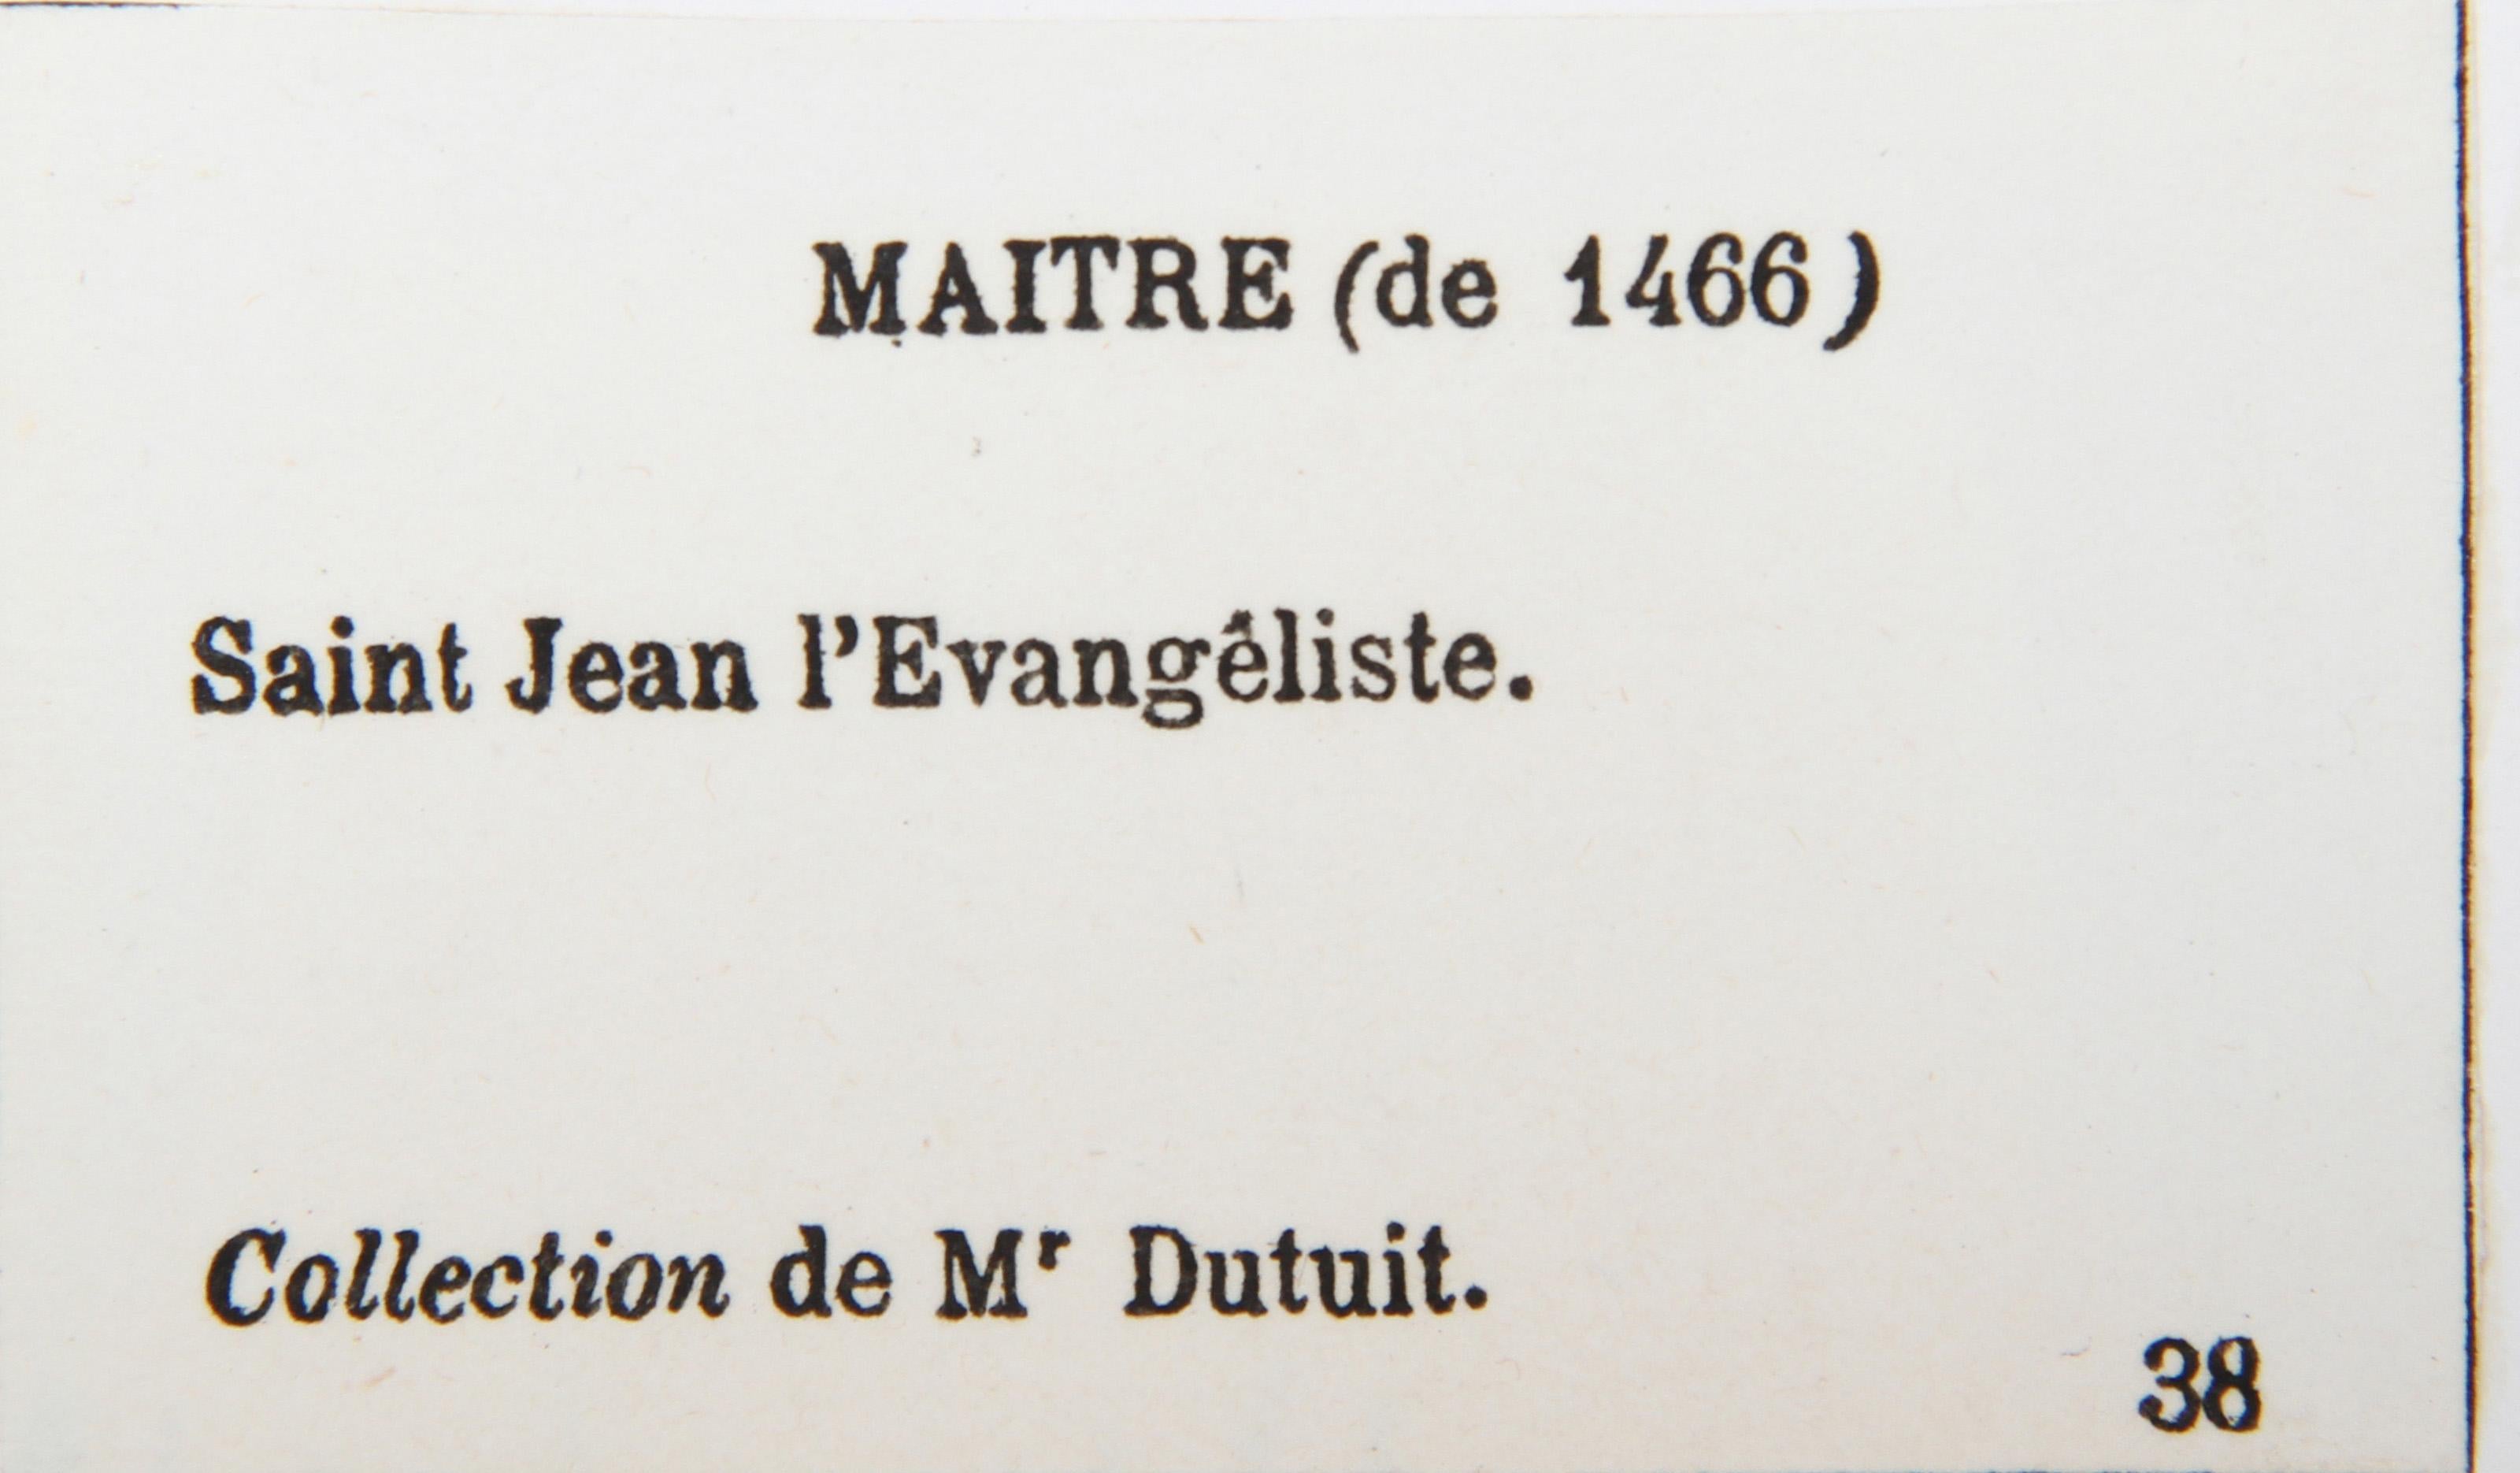 MAITRE (de 1466)
Saint Jean l'Evangéliste.
Collection de Mʳ Dutuit.
38